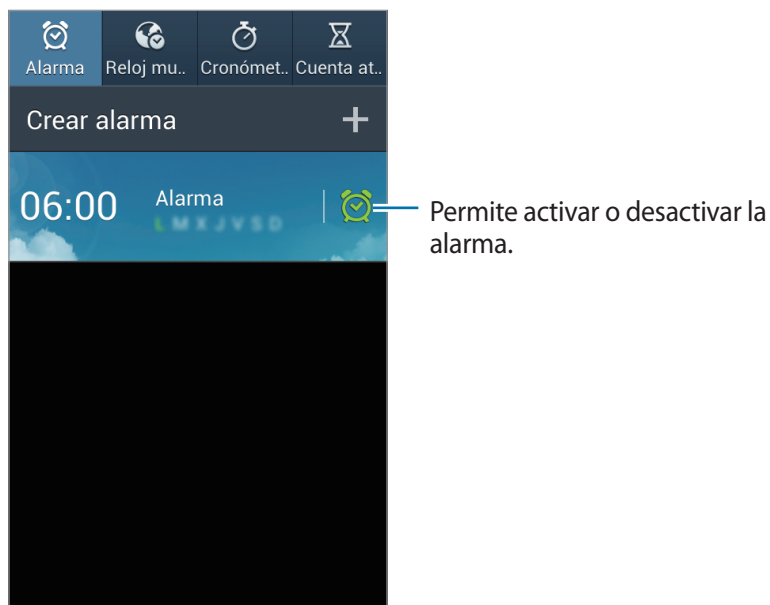 Alarma Reloj mu.. Cronómet.. Cuenta at..
Crear alarma
06:00 Alarma
L M X J V S D
Permite activar o desactivar la
alarma.